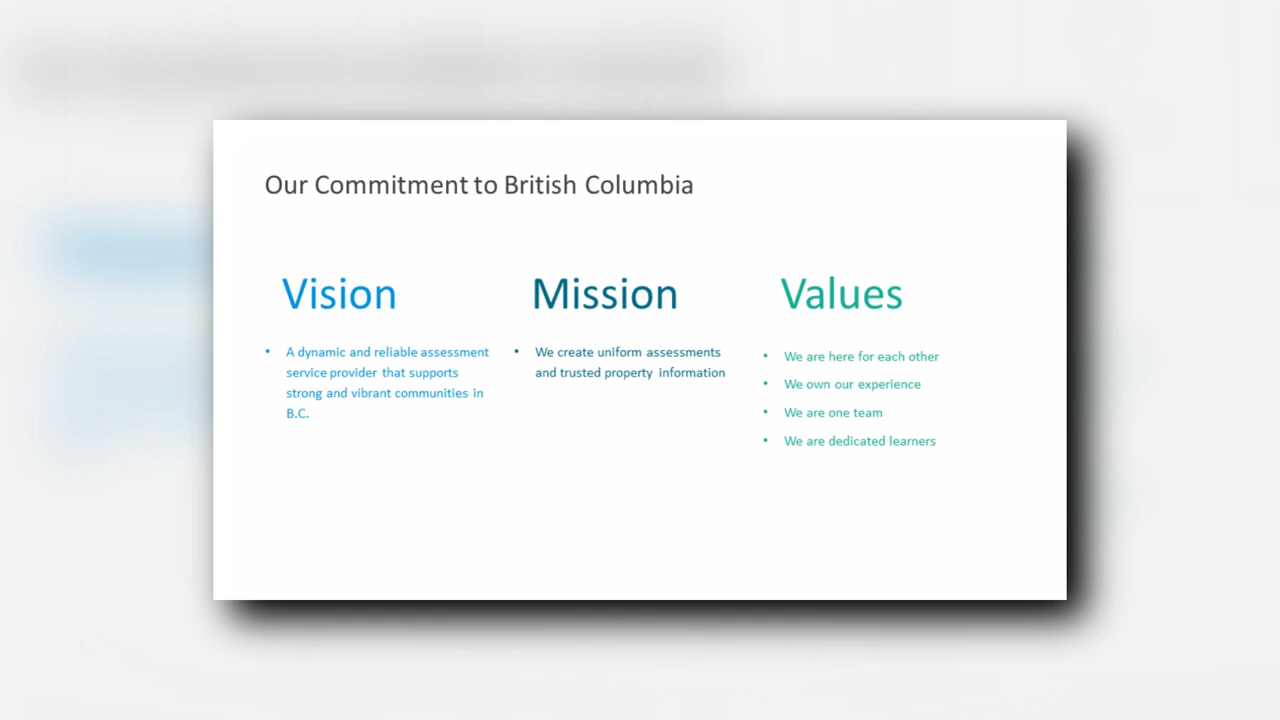 Our Commitment to British Columbia
Vision
• A dynamic and reliable assessment
service provider that supports
strong and vibrant communities in
B.C.
Mission
• We create uniform assessments
and trusted property information
Values
• We are here for each other
• We own our experience
• We are one team
• We are dedicated learners